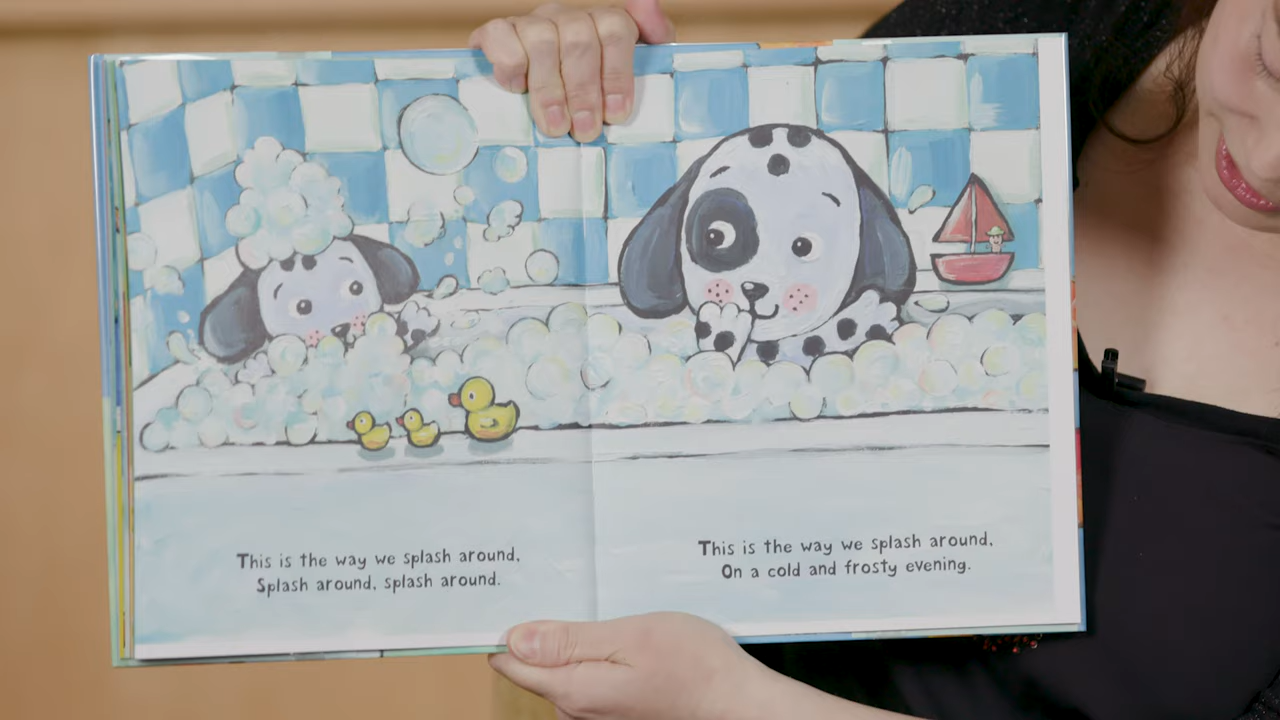 This is the way we splash around,
Splash around, splash around.
This is the way we splash around,
On a cold and frosty evening.